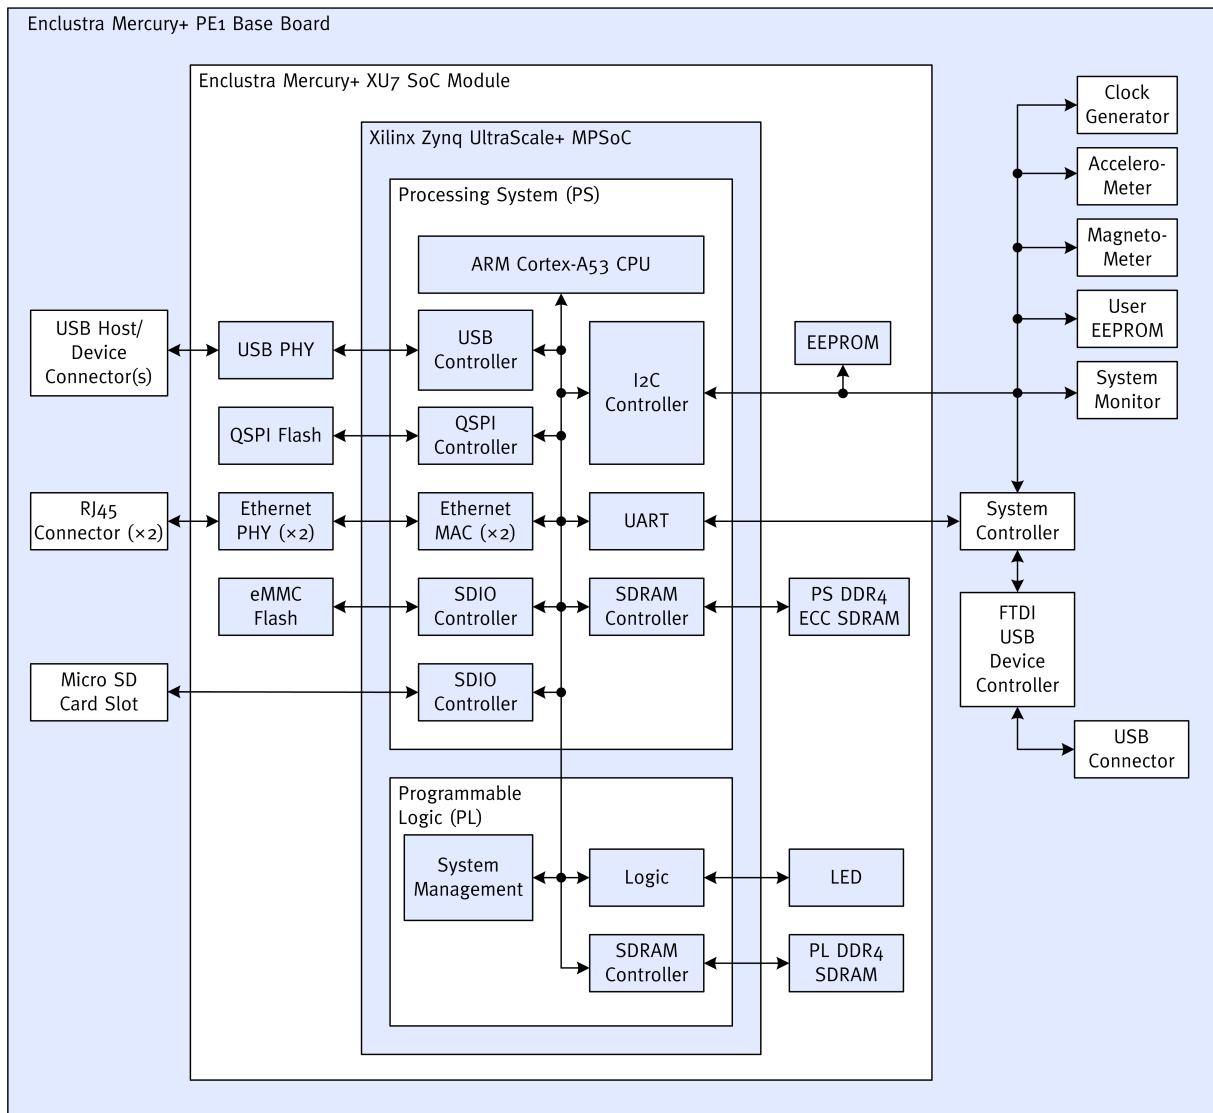 Enclustra Mercury+ PE1 Base Board
Enclustra Mercury+ XU7 SoC Module
Xilinx Zynq UltraScale+ MPSoC
Processing System (PS)
ARM Cortex-A53 CPU
Clock
Generator
Accelero-
Meter
Magneto-
Meter
User
EEPROM
System
Monitor
USB Host/
Device
Connector(s)
USB PHY
USB
Controller
I2C
Controller
EEPROM
QSPI Flash
QSPI
Controller
RJ45
Connector (×2)
Ethernet
PHY (×2)
Ethernet
MAC (×2)
UART
System
Controller
eMMC
Flash
SDIO
Controller
SDRAM
Controller
PS DDR4
ECC SDRAM
FTDI
USB
Device
Controller
Micro SD
Card Slot
SDIO
Controller
USB
Connector
Programmable
Logic (PL)
System
Management
Logic
LED
SDRAM
Controller
PL DDR4
SDRAM